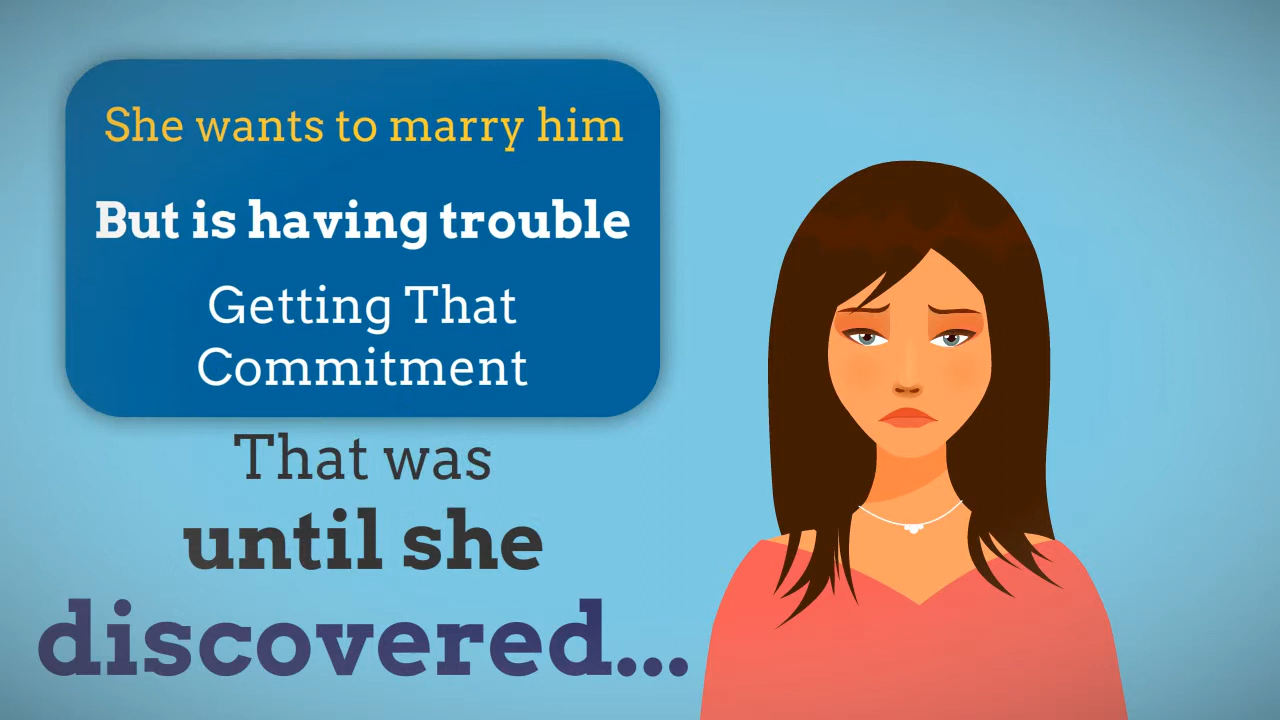 She wants to marry him
But is having trouble
Getting That
Commitment
That was
until she
discovered...